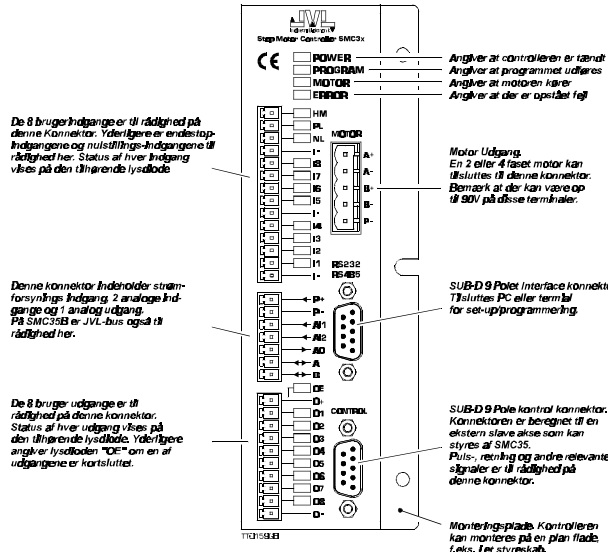 JVL
Step Motor Controller SMC3x
CE
POWER
PROGRAM
MOTOR
ERROR
Angiver at controlleren er tændt
Angiver at programmet udføres
Angiver at motoren kører
Angiver at der er opstået fejl
De 8 brugerindgange er til rådighed på
denne Konnektor. Yderligere er endestop-
indgangene og nulstillings-indgangene til
rådighed her. Status af hver indgang
vises på den tilhørende lysdiode
HM
PL
NL
I-
I8
I7
I6
I5
I-
I4
I3
I2
I1
I-
MOTOR
A+
A-
B+
B-
P-
Motor Udgang.
En 2 eller 4 faset motor kan
tilsluttes til denne konnektor.
Bemærk at der kan være op
til 90V på disse terminaler.
Denne konnektor indeholder strøm-
forsynings indgang, 2 analoge ind-
gange og 1 analog udgang.
På SMC35B er JVL-bus også til
rådighed her.
P+
P-
AI1
AI2
AO
A
B
RS232
RS485
SUB-D 9 Polet interface konnektor
Tilsluttes PC eller terminal
for set-up/programmering.
De 8 bruger udgange er til
rådighed på denne konnektor.
Status af hver udgang vises på
den tilhørende lysdiode. Yderligere
angiver lysdioden "OE" om en af
udgangene er kortsluttet.
OE
O+
O1
O2
O3
O4
O5
O6
O7
O8
O-
CONTROL
SUB-D 9 Pole kontrol konnektor.
Konnektoren er beregnet til en
ekstern slave akse som kan
styres af SMC35.
Puls-, retning og andre relevante
signaler er til rådighed på
denne konnektor.
Monteringsplade. Kontrolleren
kan monteres på en plan flade,
f.eks. i et styreskab.